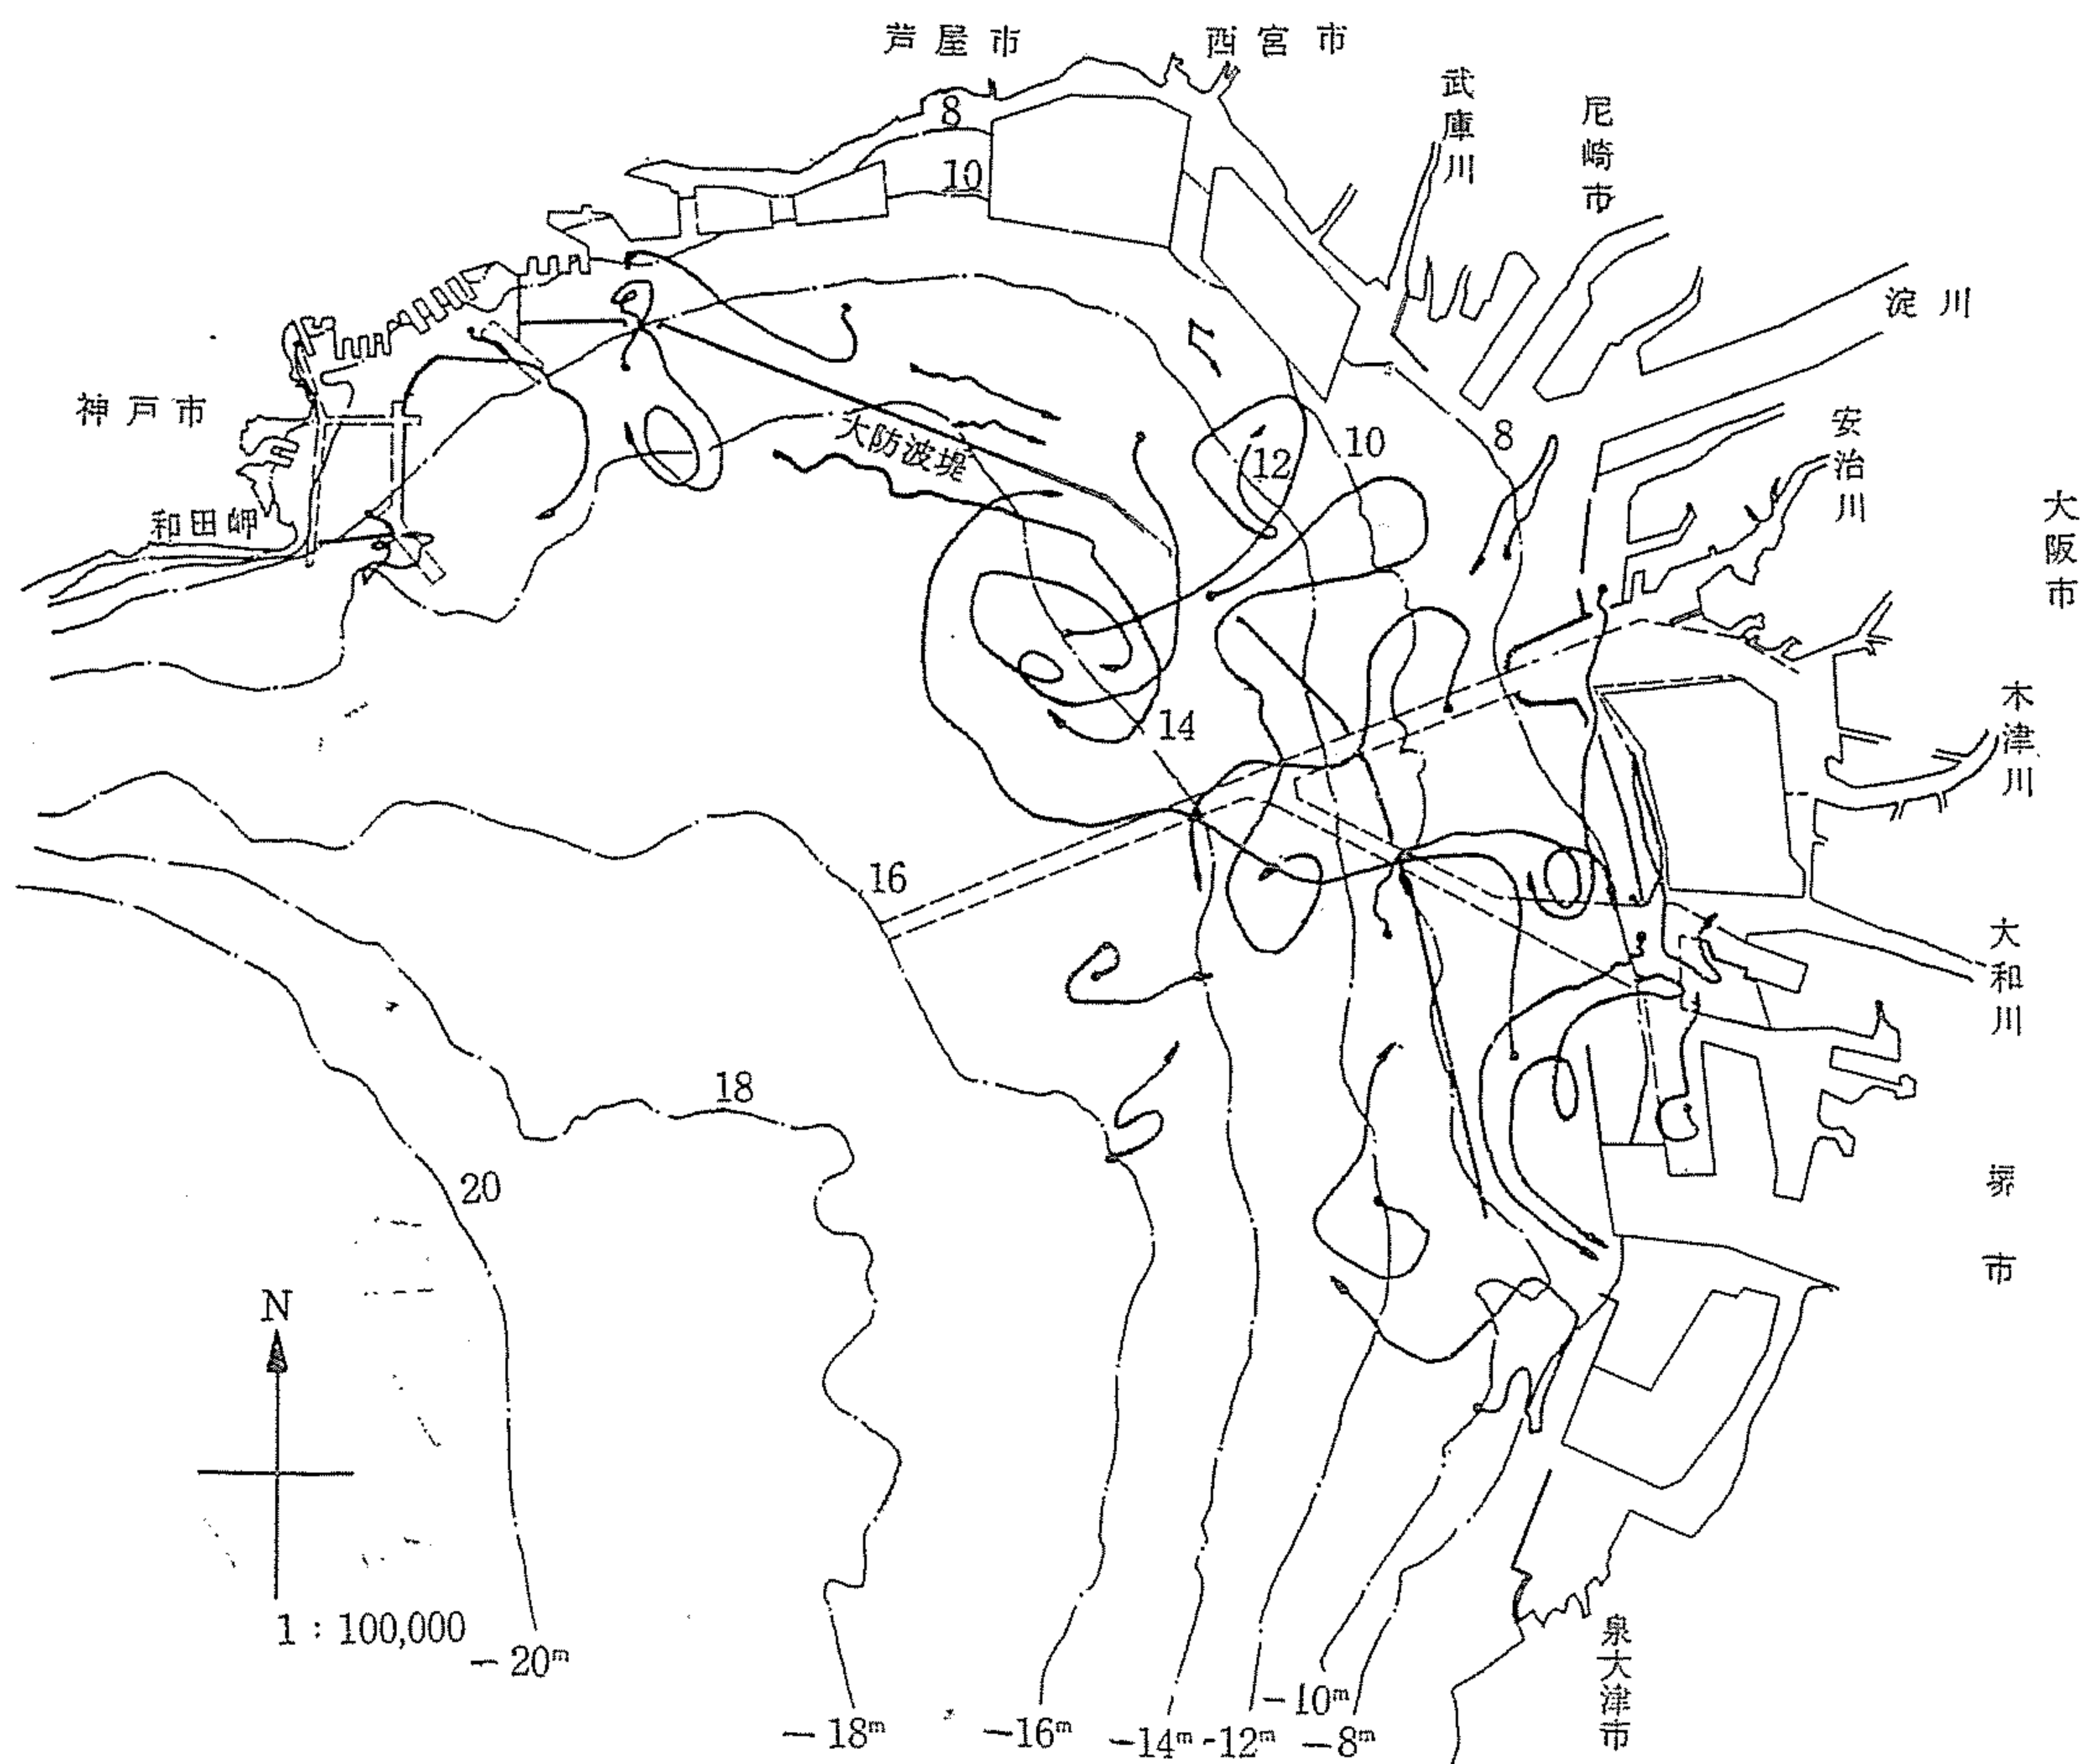 芦屋市
西宮市
武庫川
尼崎市
淀川
8
10
神戸市
大防波堤
12
10
8
安治川
大阪市
和田岬
14
木津川
16
大和川
18
20
堺市
N
1 : 100,000
泉大津市
-20m
-18m
-16m
-14m
-12m
-10m
-8m